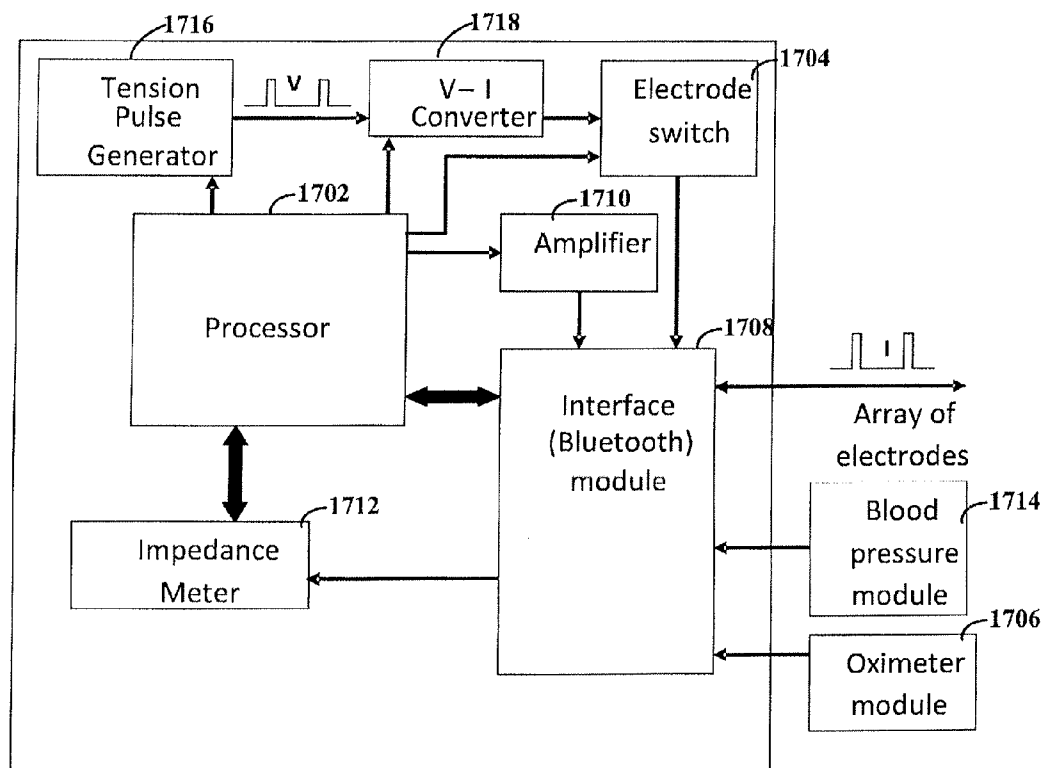 1716
1718
1704
Tension
Pulse
Generator
V
V– I
Converter
Electrode
switch
1702
1710
Processor
Amplifier
1708
I
Interface
(Bluetooth)
module
Array of
electrodes
1712
Impedance
Meter
Blood
pressure
module
1714
1706
Oximeter
module